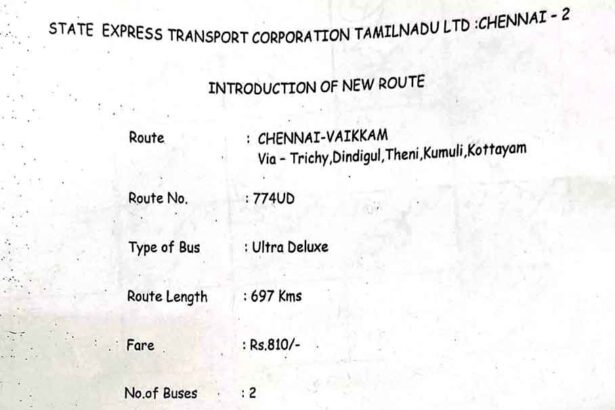 STATE EXPRESS TRANSPORT CORPORATION TAMILNADU LTD :CHENNAI - 2
INTRODUCTION OF NEW ROUTE
Route : CHENNAI-VAIKKAM
Via - Trichy,Dindigul,Theni,Kumuli,Kottayam
Route No. : 774UD
Type of Bus : Ultra Deluxe
Route Length : 697 Kms
Fare : Rs.810/-
No.of Buses : 2